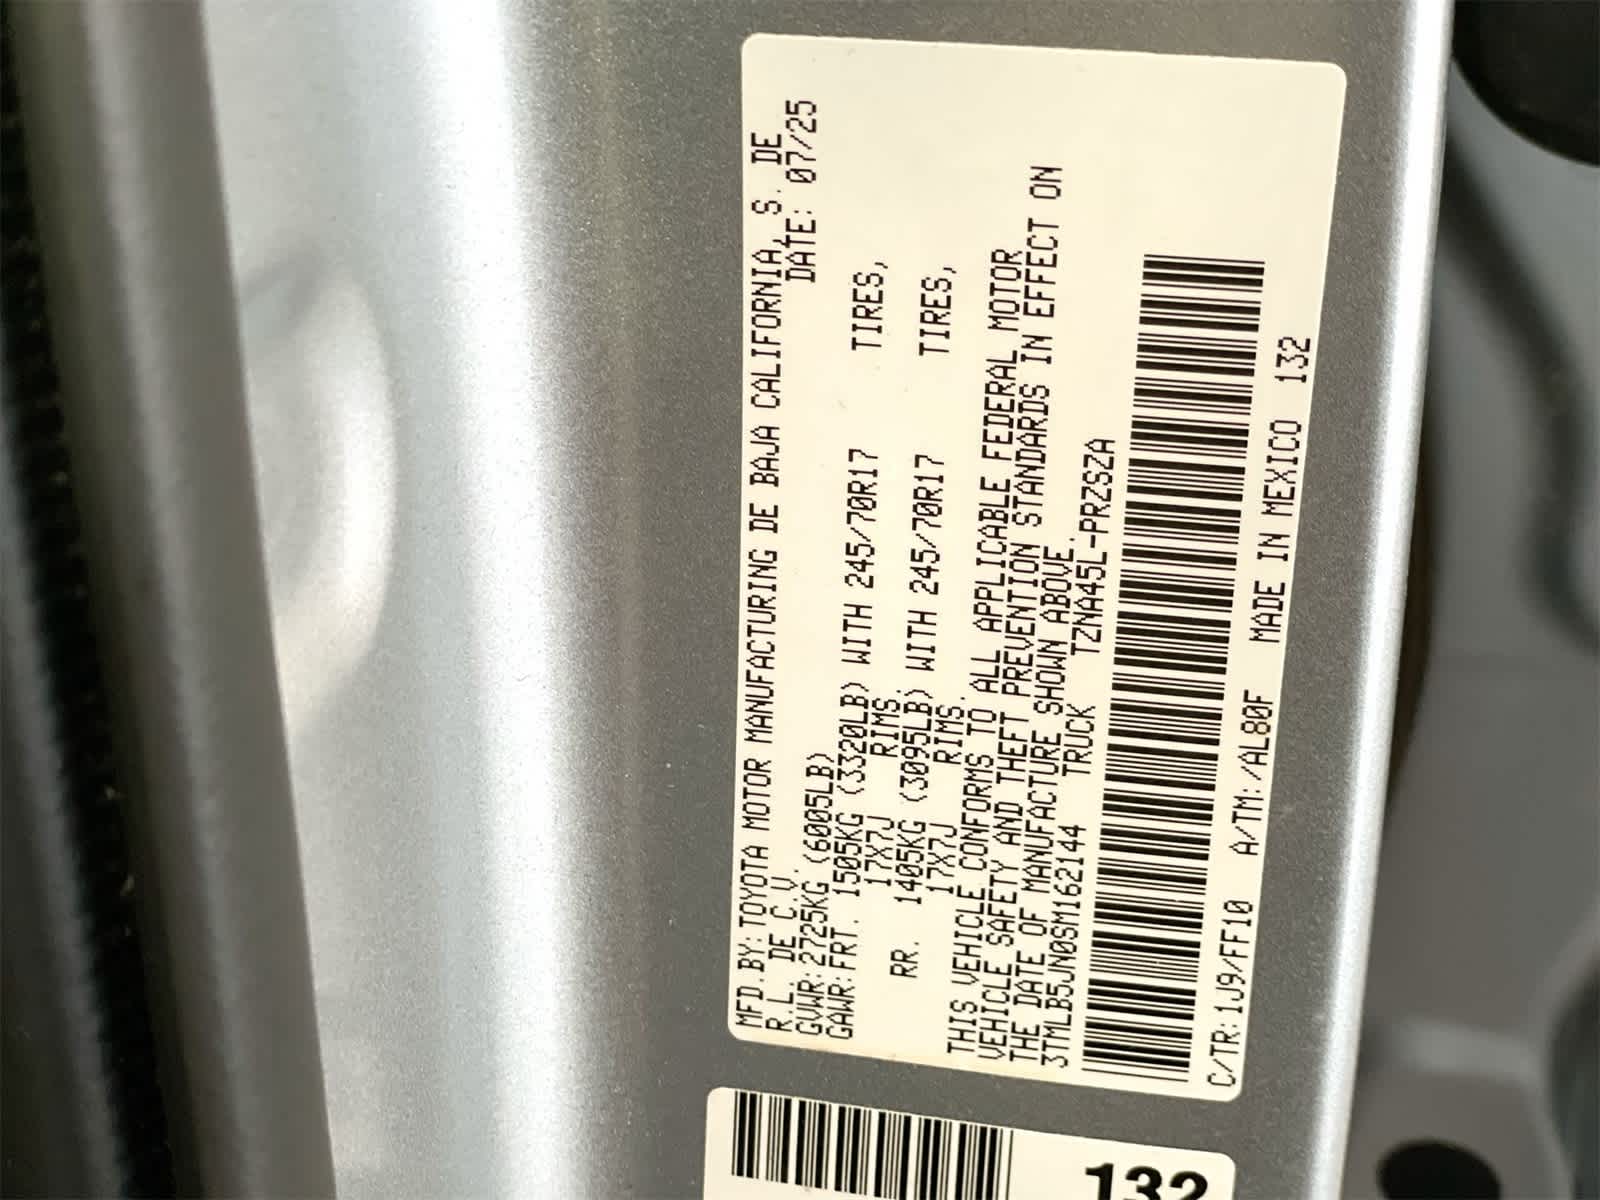 MFD.BY:TOYOTA MOTOR MANUFACTURING DE BAJA CALIFORNIA, S. DE
R.L. DE C.V. DATE: 07/25
GVWR:2725KG (6005LB)
GAWR:FRT. 1505KG (3320LB) WITH 245/70R17 TIRES,
17X7J RIMS.
RR. 1405KG (3095LB) WITH 245/70R17 TIRES,
17X7J RIMS.
THIS VEHICLE CONFORMS TO ALL APPLICABLE FEDERAL MOTOR
VEHICLE SAFETY AND THEFT PREVENTION STANDARDS IN EFFECT ON
THE DATE OF MANUFACTURE SHOWN ABOVE.
3TMLB5JN0SM162144 TRUCK TZNA45L-PRZSZA
C/TR:1J9/FF10 A/TM:/AL80F MADE IN MEXICO 132
132